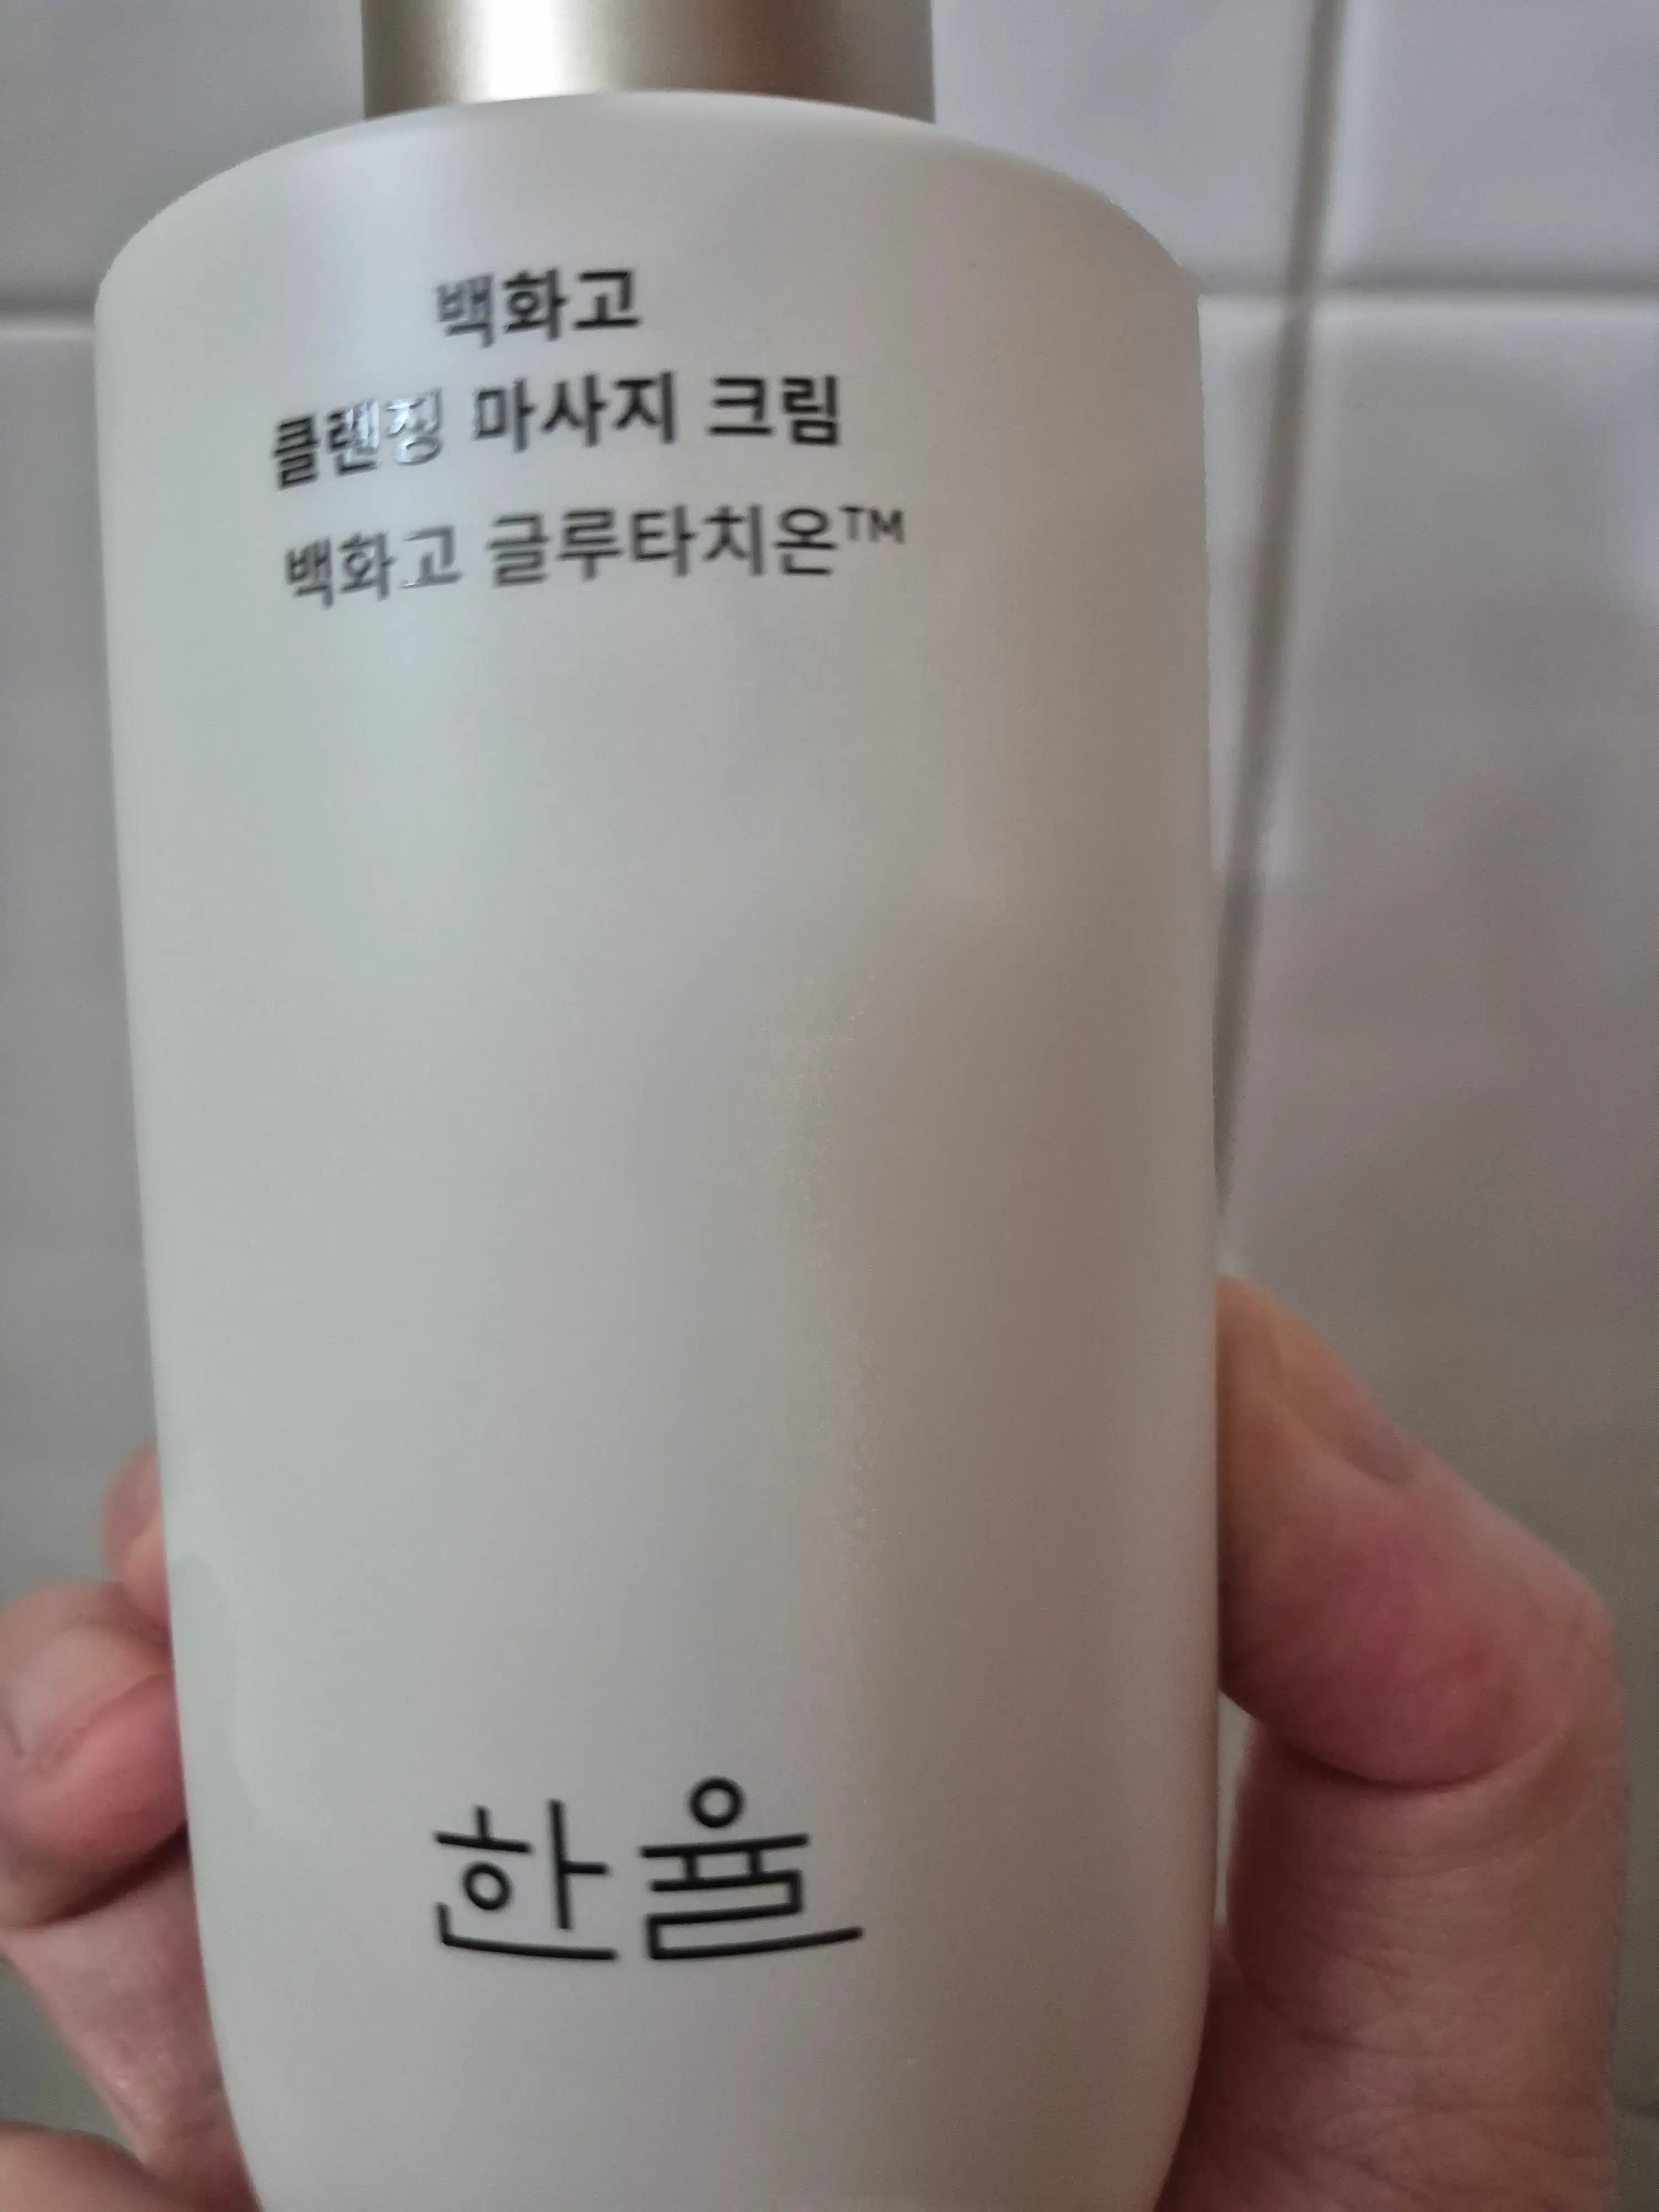 백화고
클렌징 마사지 크림
백화고 글루타치온™
한율